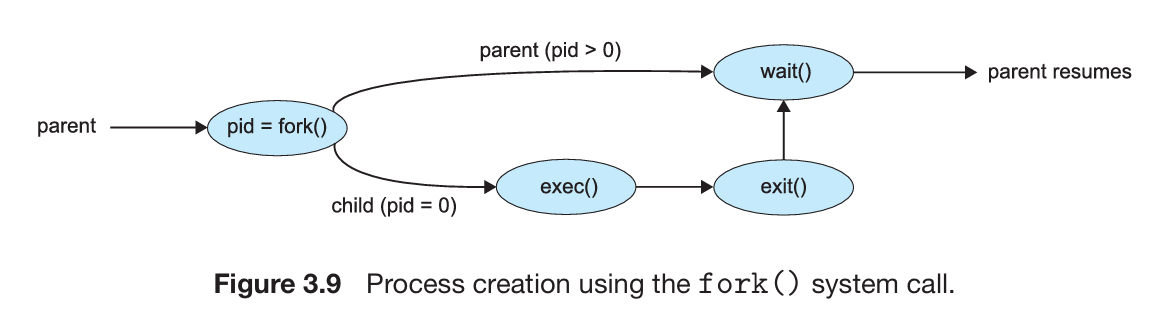 parent (pid > 0)
wait()
parent resumes
parent
pid = fork()
exec()
exit()
child (pid = 0)
Figure 3.9 Process creation using the fork() system call.